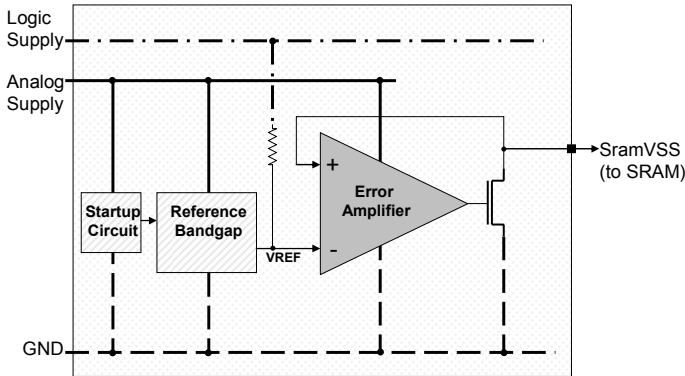 Logic
Supply
Analog
Supply
Startup
Circuit
Reference
Bandgap
VREF
+
-
Error
Amplifier
SramVSS
(to SRAM)
GND